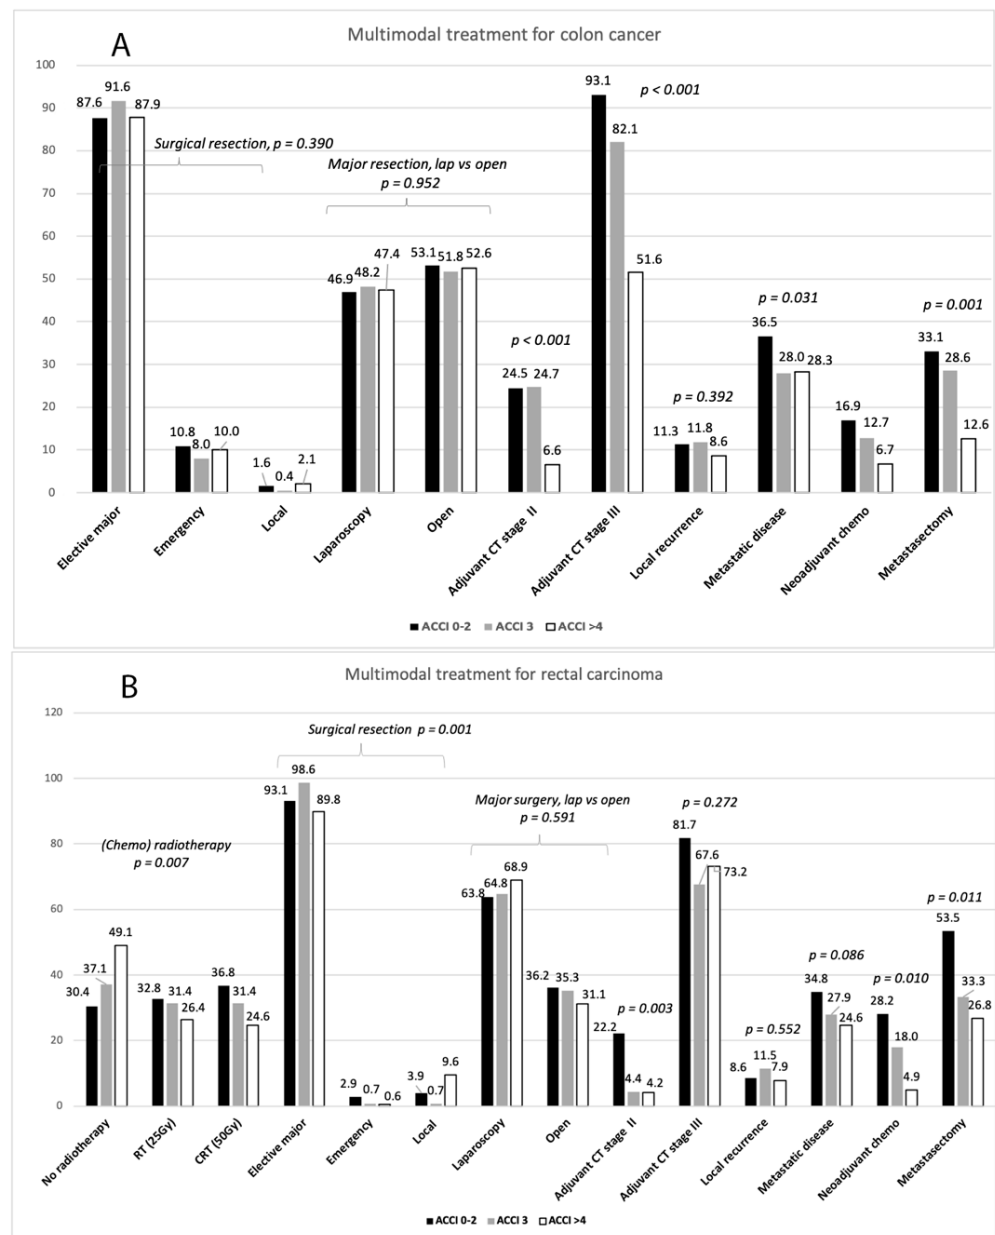 A
Multimodal treatment for colon cancer
100
90
80
70
60
50
40
30
20
10
0
87.6
91.6
87.9
Surgical resection, p = 0.390
10.8
8.0
10.0
1.6
0.4
2.1
Major resection, lap vs open
p = 0.952
46.9
48.2
47.4
53.1
51.8
52.6
p < 0.001
24.5
24.7
6.6
93.1
p < 0.001
82.1
51.6
p = 0.392
11.3
11.8
8.6
p = 0.031
36.5
28.0
28.3
16.9
12.7
6.7
p = 0.001
33.1
28.6
12.6
Elective major
Emergency
Local
Laparoscopy
Open
Adjuvant CT stage II
Adjuvant CT stage III
Local recurrence
Metastatic disease
Neoadjuvant chemo
Metastasectomy
ACCI 0-2 ACCI 3 ACCI >4
B
Multimodal treatment for rectal carcinoma
120
100
80
60
40
20
0
(Chemo) radiotherapy
p = 0.007
30.4
37.1
49.1
32.8
31.4
26.4
36.8
31.4
24.6
Surgical resection p = 0.001
93.1
98.6
89.8
2.9
0.7
0.6
3.9
0.7
9.6
Major surgery, lap vs open
p = 0.591
63.8
64.8
68.9
36.2
35.3
31.1
p = 0.003
22.2
4.4
4.2
p = 0.272
81.7
67.6
73.2
p = 0.552
8.6
11.5
7.9
p = 0.086
34.8
27.9
24.6
p = 0.010
28.2
18.0
4.9
p = 0.011
53.5
33.3
26.8
No radiotherapy
RT (25Gy)
CRT (50Gy)
Elective major
Emergency
Local
Laparoscopy
Open
Adjuvant CT stage II
Adjuvant CT stage III
Local recurrence
Metastatic disease
Neoadjuvant chemo
Metastasectomy
ACCI 0-2 ACCI 3 ACCI >4